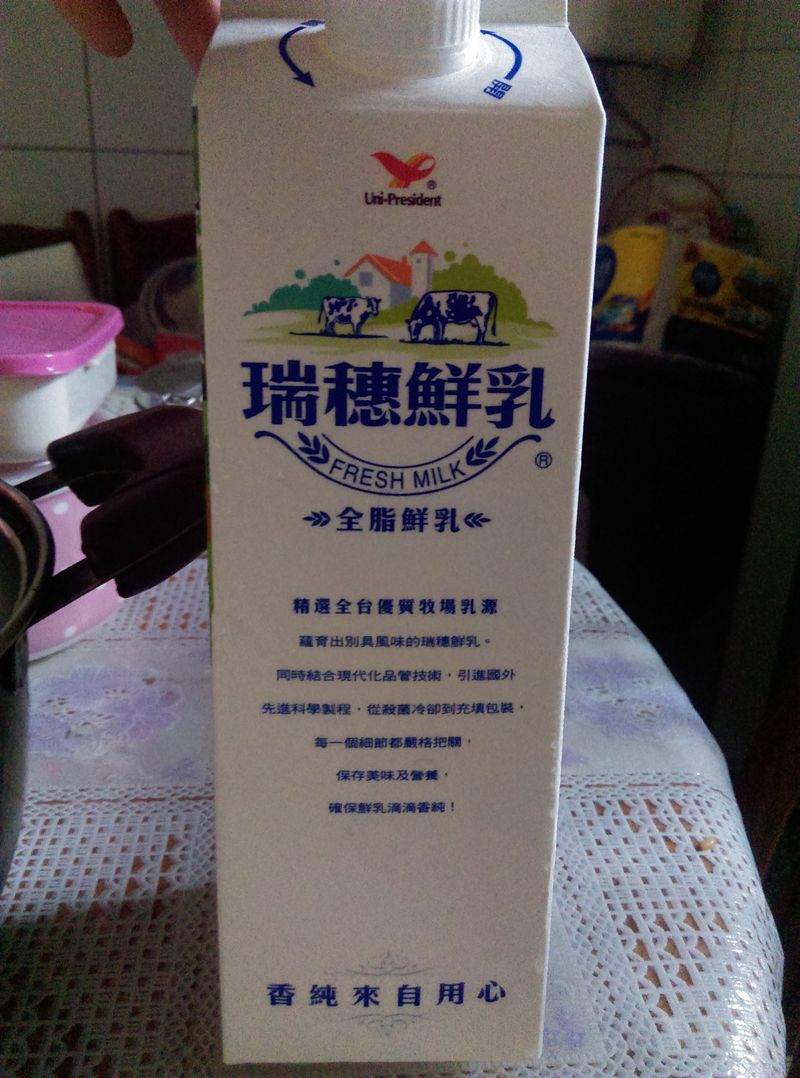 開
Uni-President
瑞穗鮮乳
FRESH MILK
全脂鮮乳
精選全台優質牧場乳源
蘊育出別具風味的瑞穗鮮乳。
同時結合現代化品管技術，引進國外
先進科學製程，從殺菌冷卻到充填包裝，
每一個細節都嚴格把關，
保存美味及營養，
確保鮮乳滴滴香純！
香純來自用心